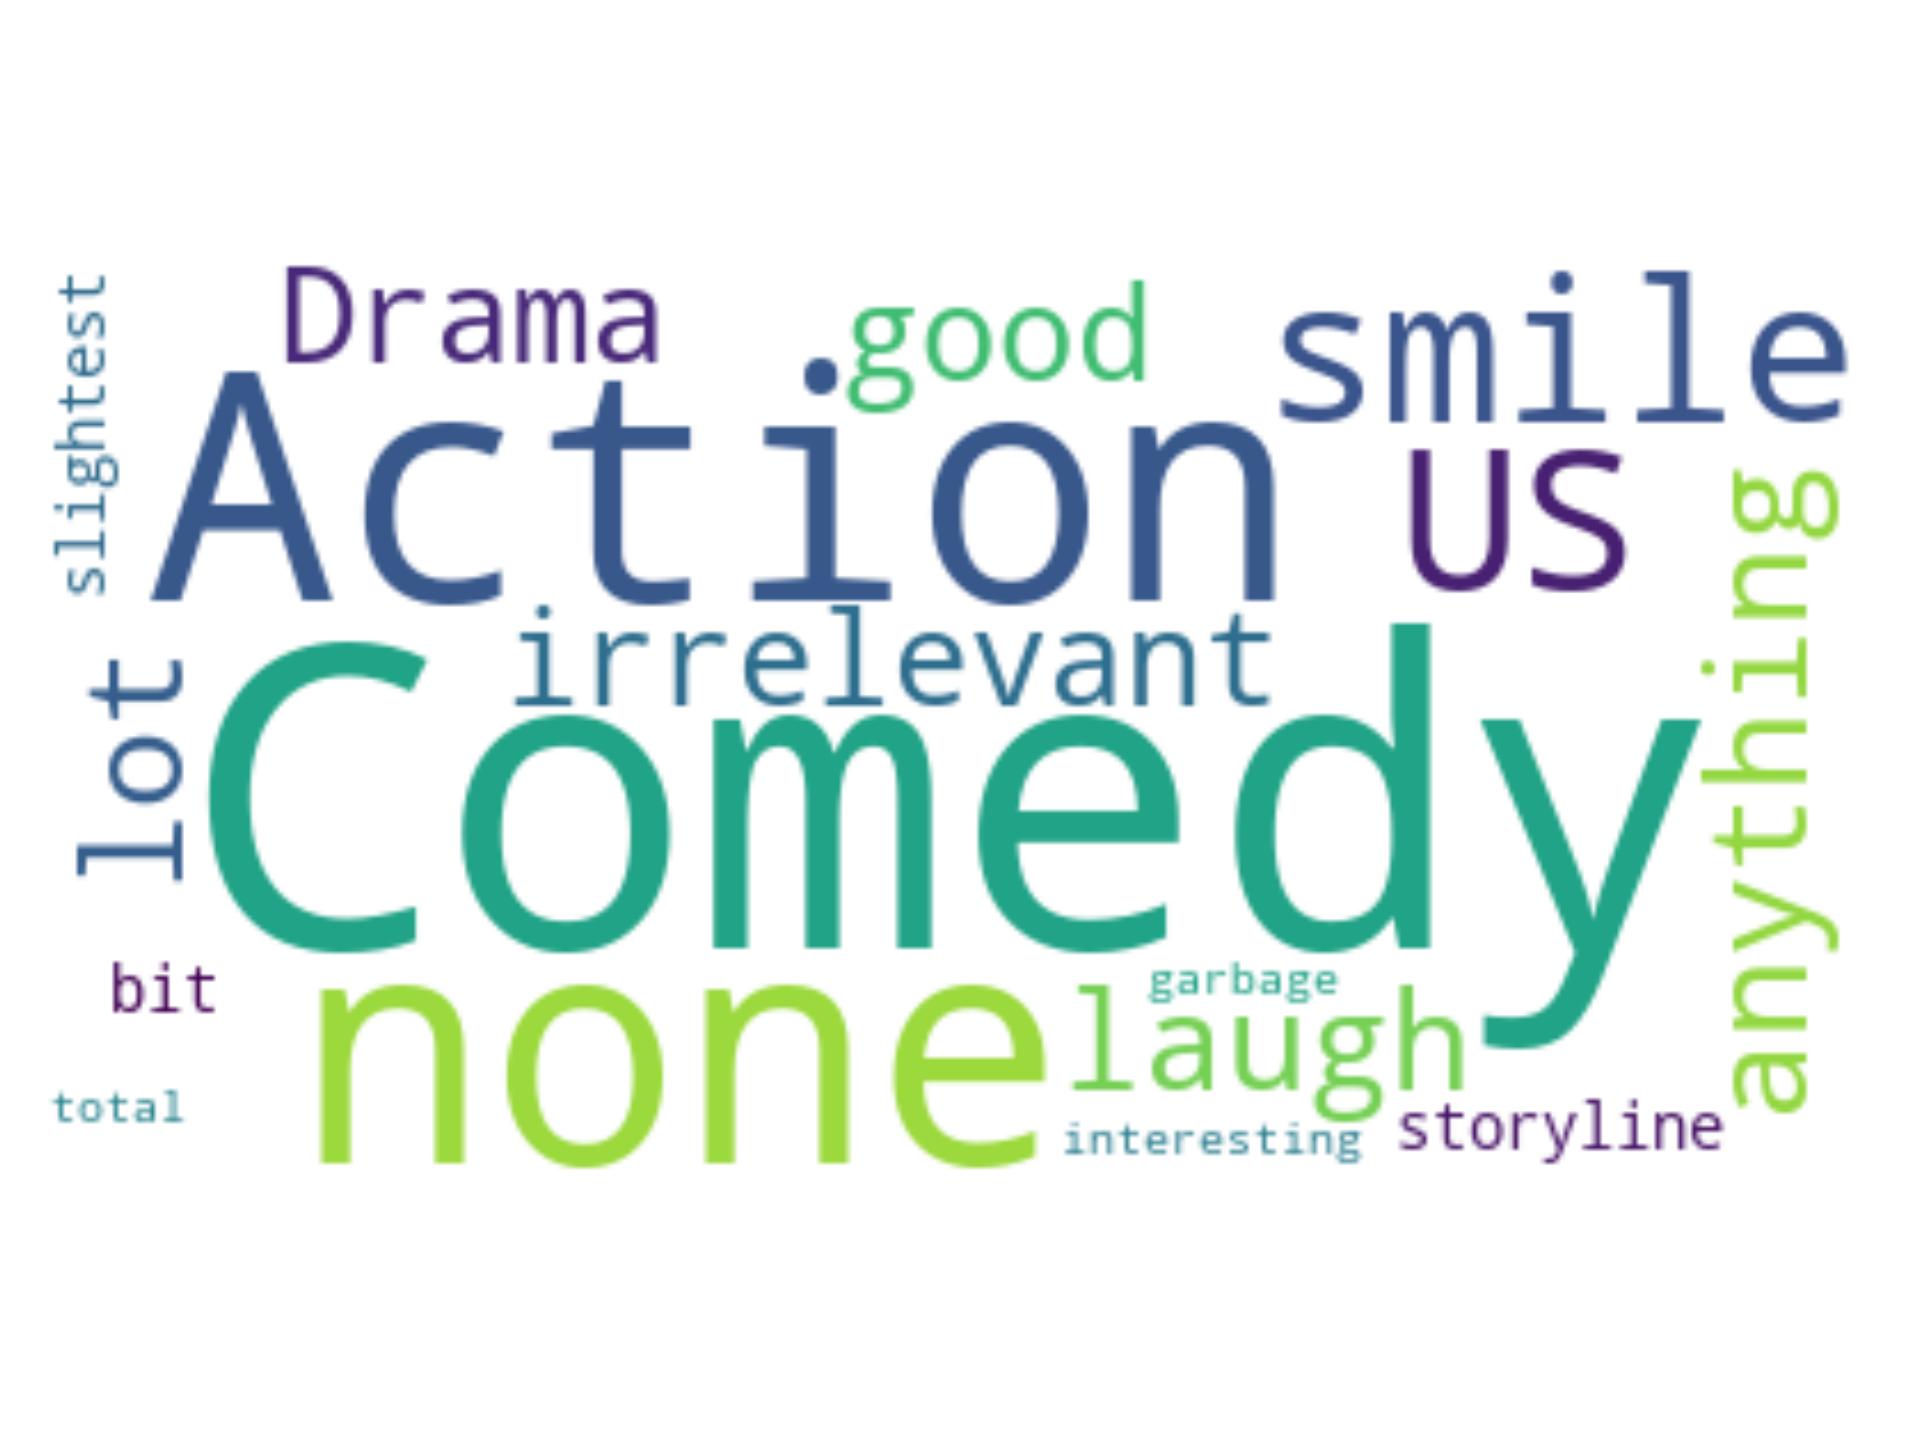 slightest
Drama
good
smile
Action
US
anything
irrelevant
lot
Comedy
bit
none
garbage
laugh
total
interesting
storyline